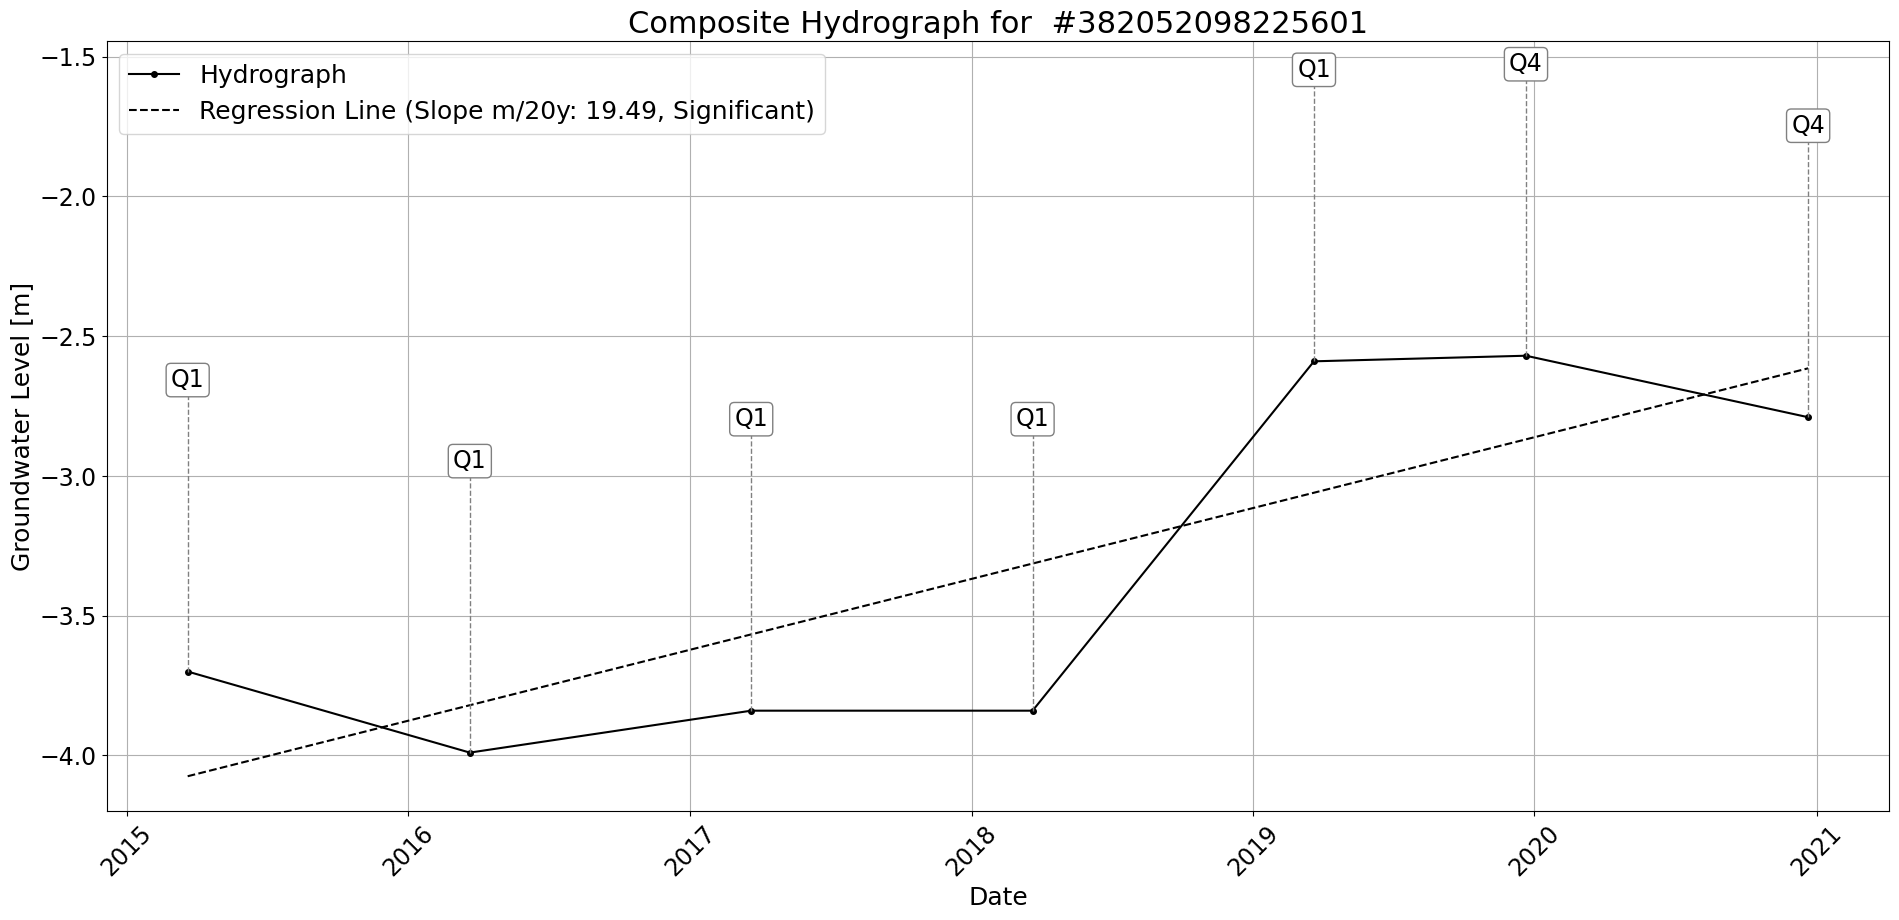 Composite Hydrograph for  #382052098225601
Hydrograph
Regression Line (Slope m/20y: 19.49, Significant)
Q1
Q1
Q1
Q1
Q1
Q4
Q4
Groundwater Level [m]
−1.5
−2.0
−2.5
−3.0
−3.5
−4.0
2015
2016
2017
2018
2019
2020
2021
Date